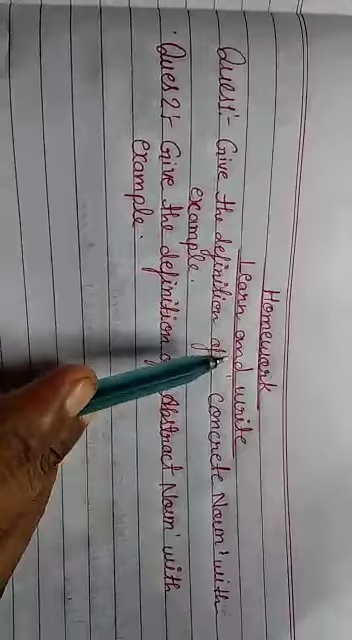 Homework
Learn and write
Ques1:- Give the definition of 'Concrete Noun' with
example.
Ques2:- Give the definition of 'Abstract Noun' with
example.